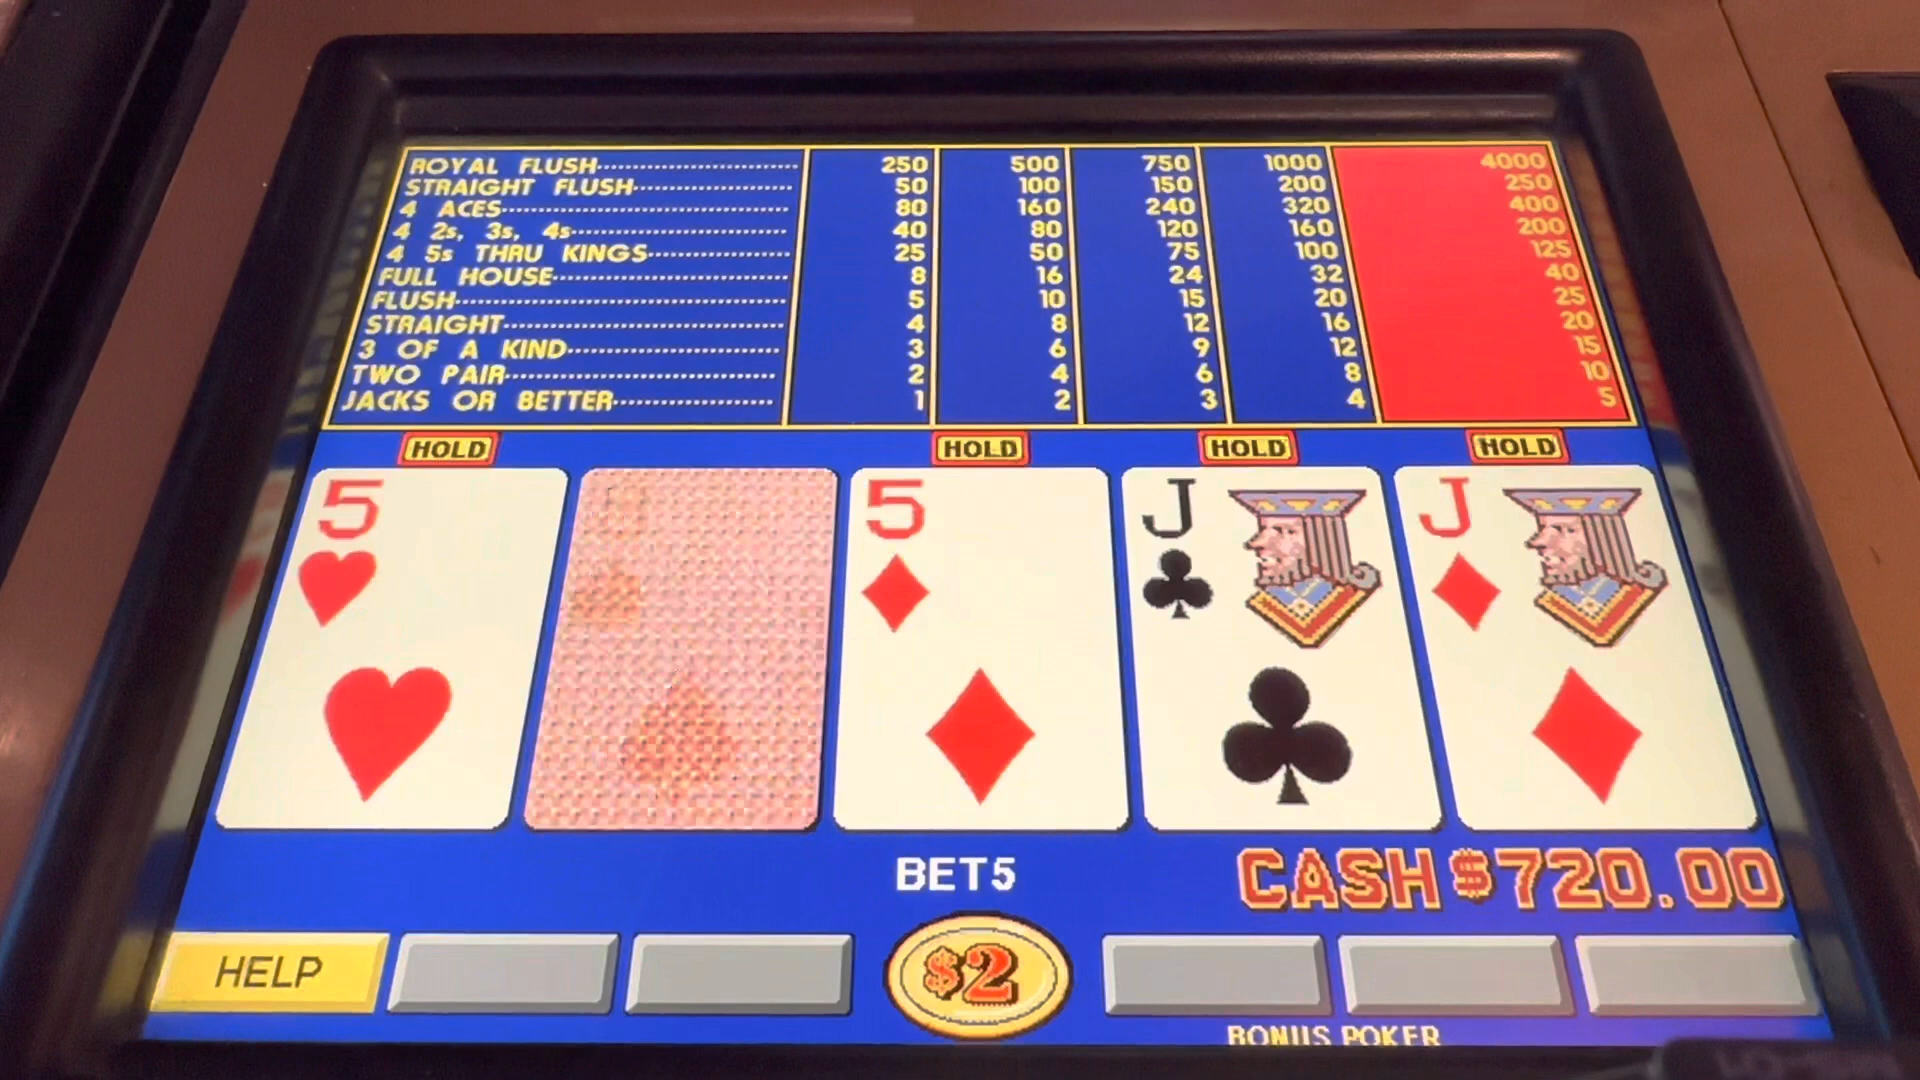 ROYAL FLUSH 250 500 750 1000 4000
STRAIGHT FLUSH 50 100 150 200 250
4 ACES 80 160 240 320 400
4 2s, 3s, 4s 40 80 120 160 200
4 5s THRU KINGS 25 50 75 100 125
FULL HOUSE 8 16 24 32 40
FLUSH 5 10 15 20 25
STRAIGHT 4 8 12 16 20
3 OF A KIND 3 6 9 12 15
TWO PAIR 2 4 6 8 10
JACKS OR BETTER 1 2 3 4 5
HOLD HOLD HOLD HOLD
5 5 J J
BET5 CASH $720.00
HELP $2
BONUS POKER